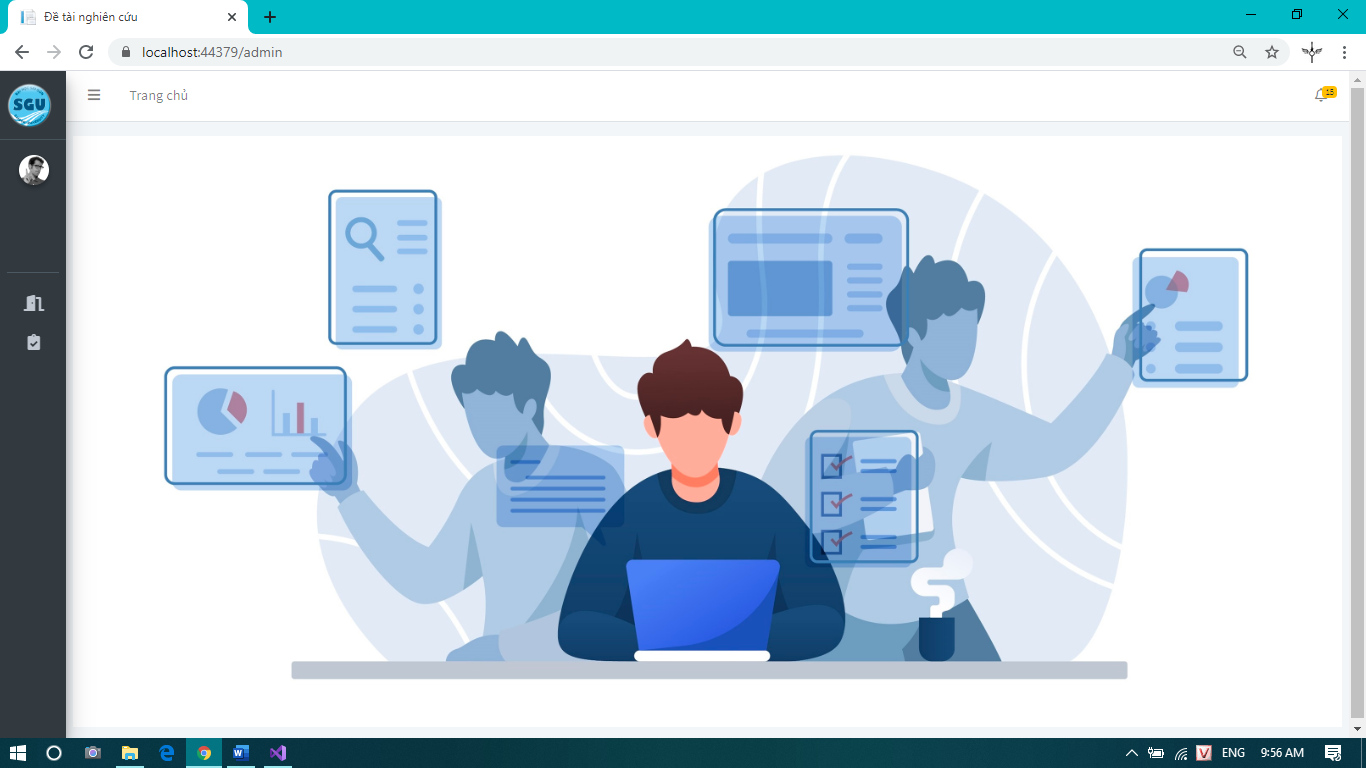 Đề tài nghiên cứu
localhost:44379/admin
SGU
Trang chủ
15
ENG
9:56 AM